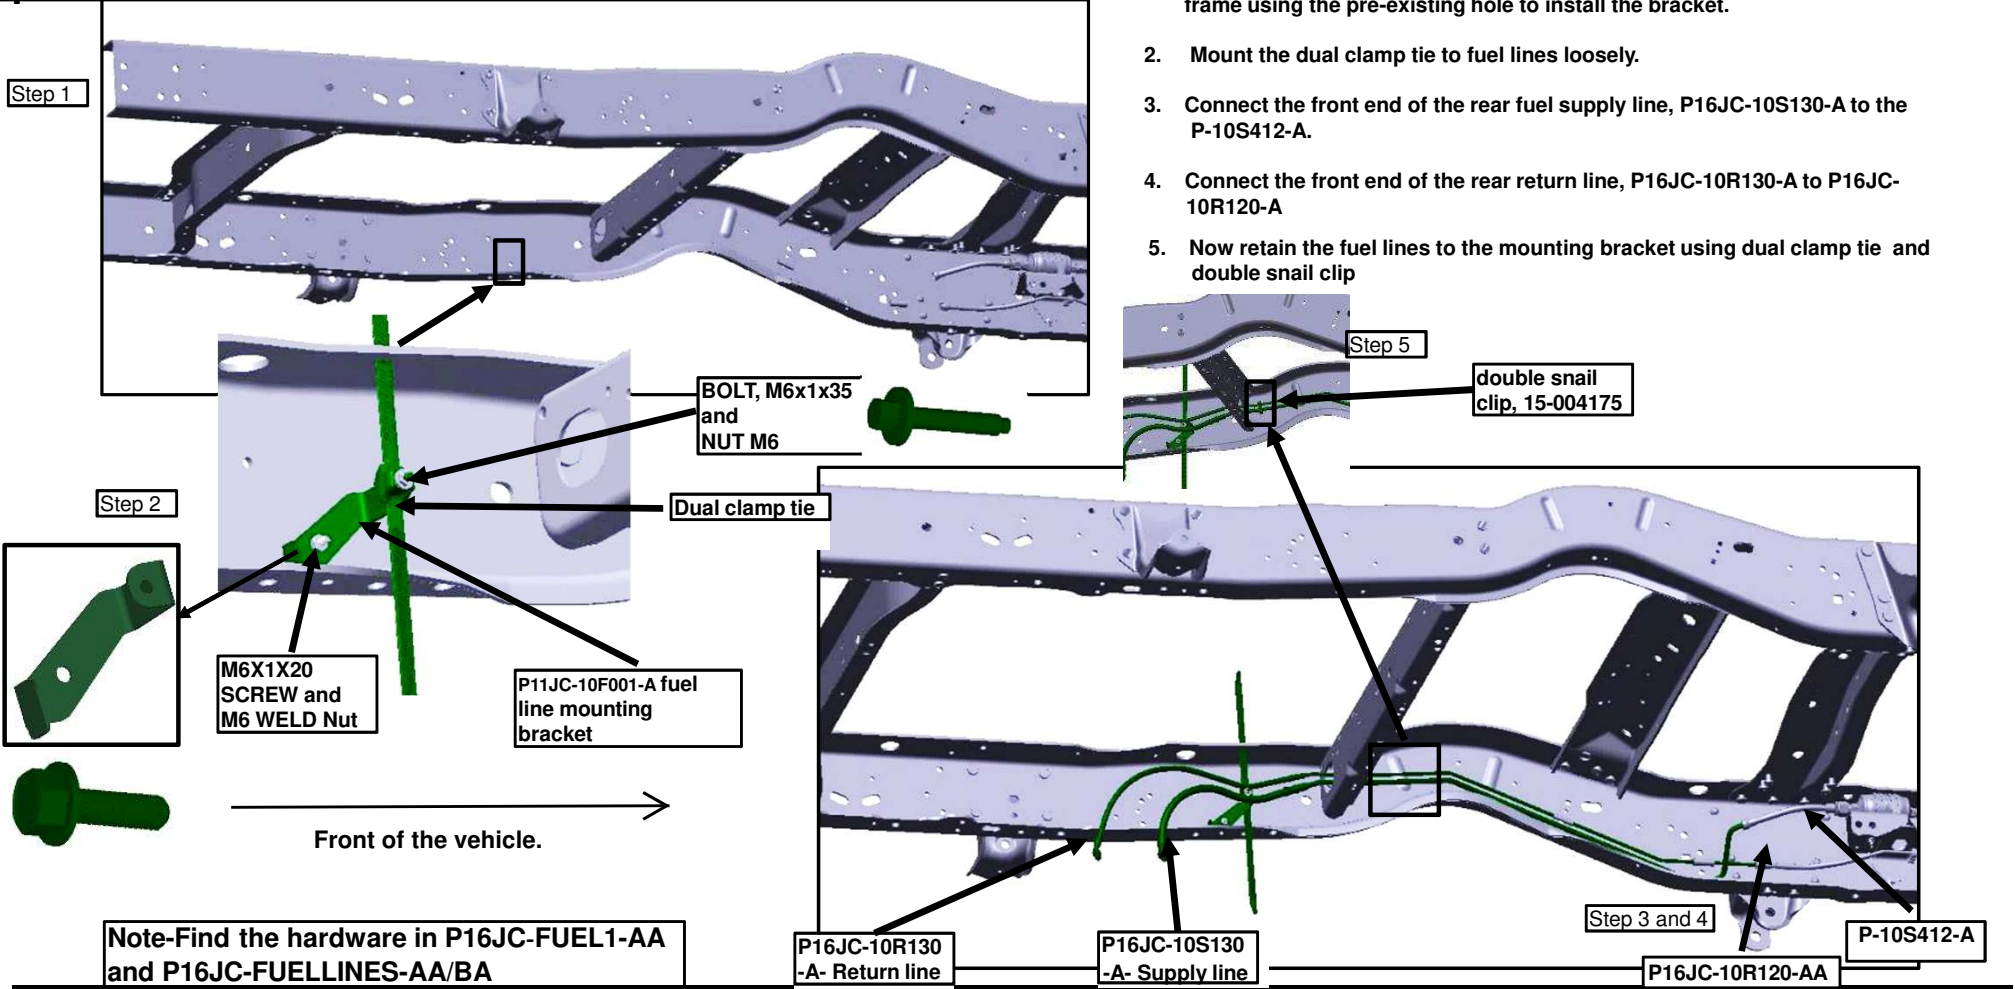 frame using the pre-existing hole to install the bracket.
2. Mount the dual clamp tie to fuel lines loosely.
3. Connect the front end of the rear fuel supply line, P16JC-10S130-A to the
P-10S412-A.
4. Connect the front end of the rear return line, P16JC-10R130-A to P16JC-
10R120-A
5. Now retain the fuel lines to the mounting bracket using dual clamp tie and
double snail clip
Step 1
Step 5
double snail
clip, 15-004175
BOLT, M6x1x35
and
NUT M6
Step 2
Dual clamp tie
M6X1X20
SCREW and
M6 WELD Nut
P11JC-10F001-A fuel
line mounting
bracket
Front of the vehicle.
Note-Find the hardware in P16JC-FUEL1-AA
and P16JC-FUELLINES-AA/BA
P16JC-10R130
-A- Return line
P16JC-10S130
-A- Supply line
Step 3 and 4
P-10S412-A
P16JC-10R120-AA